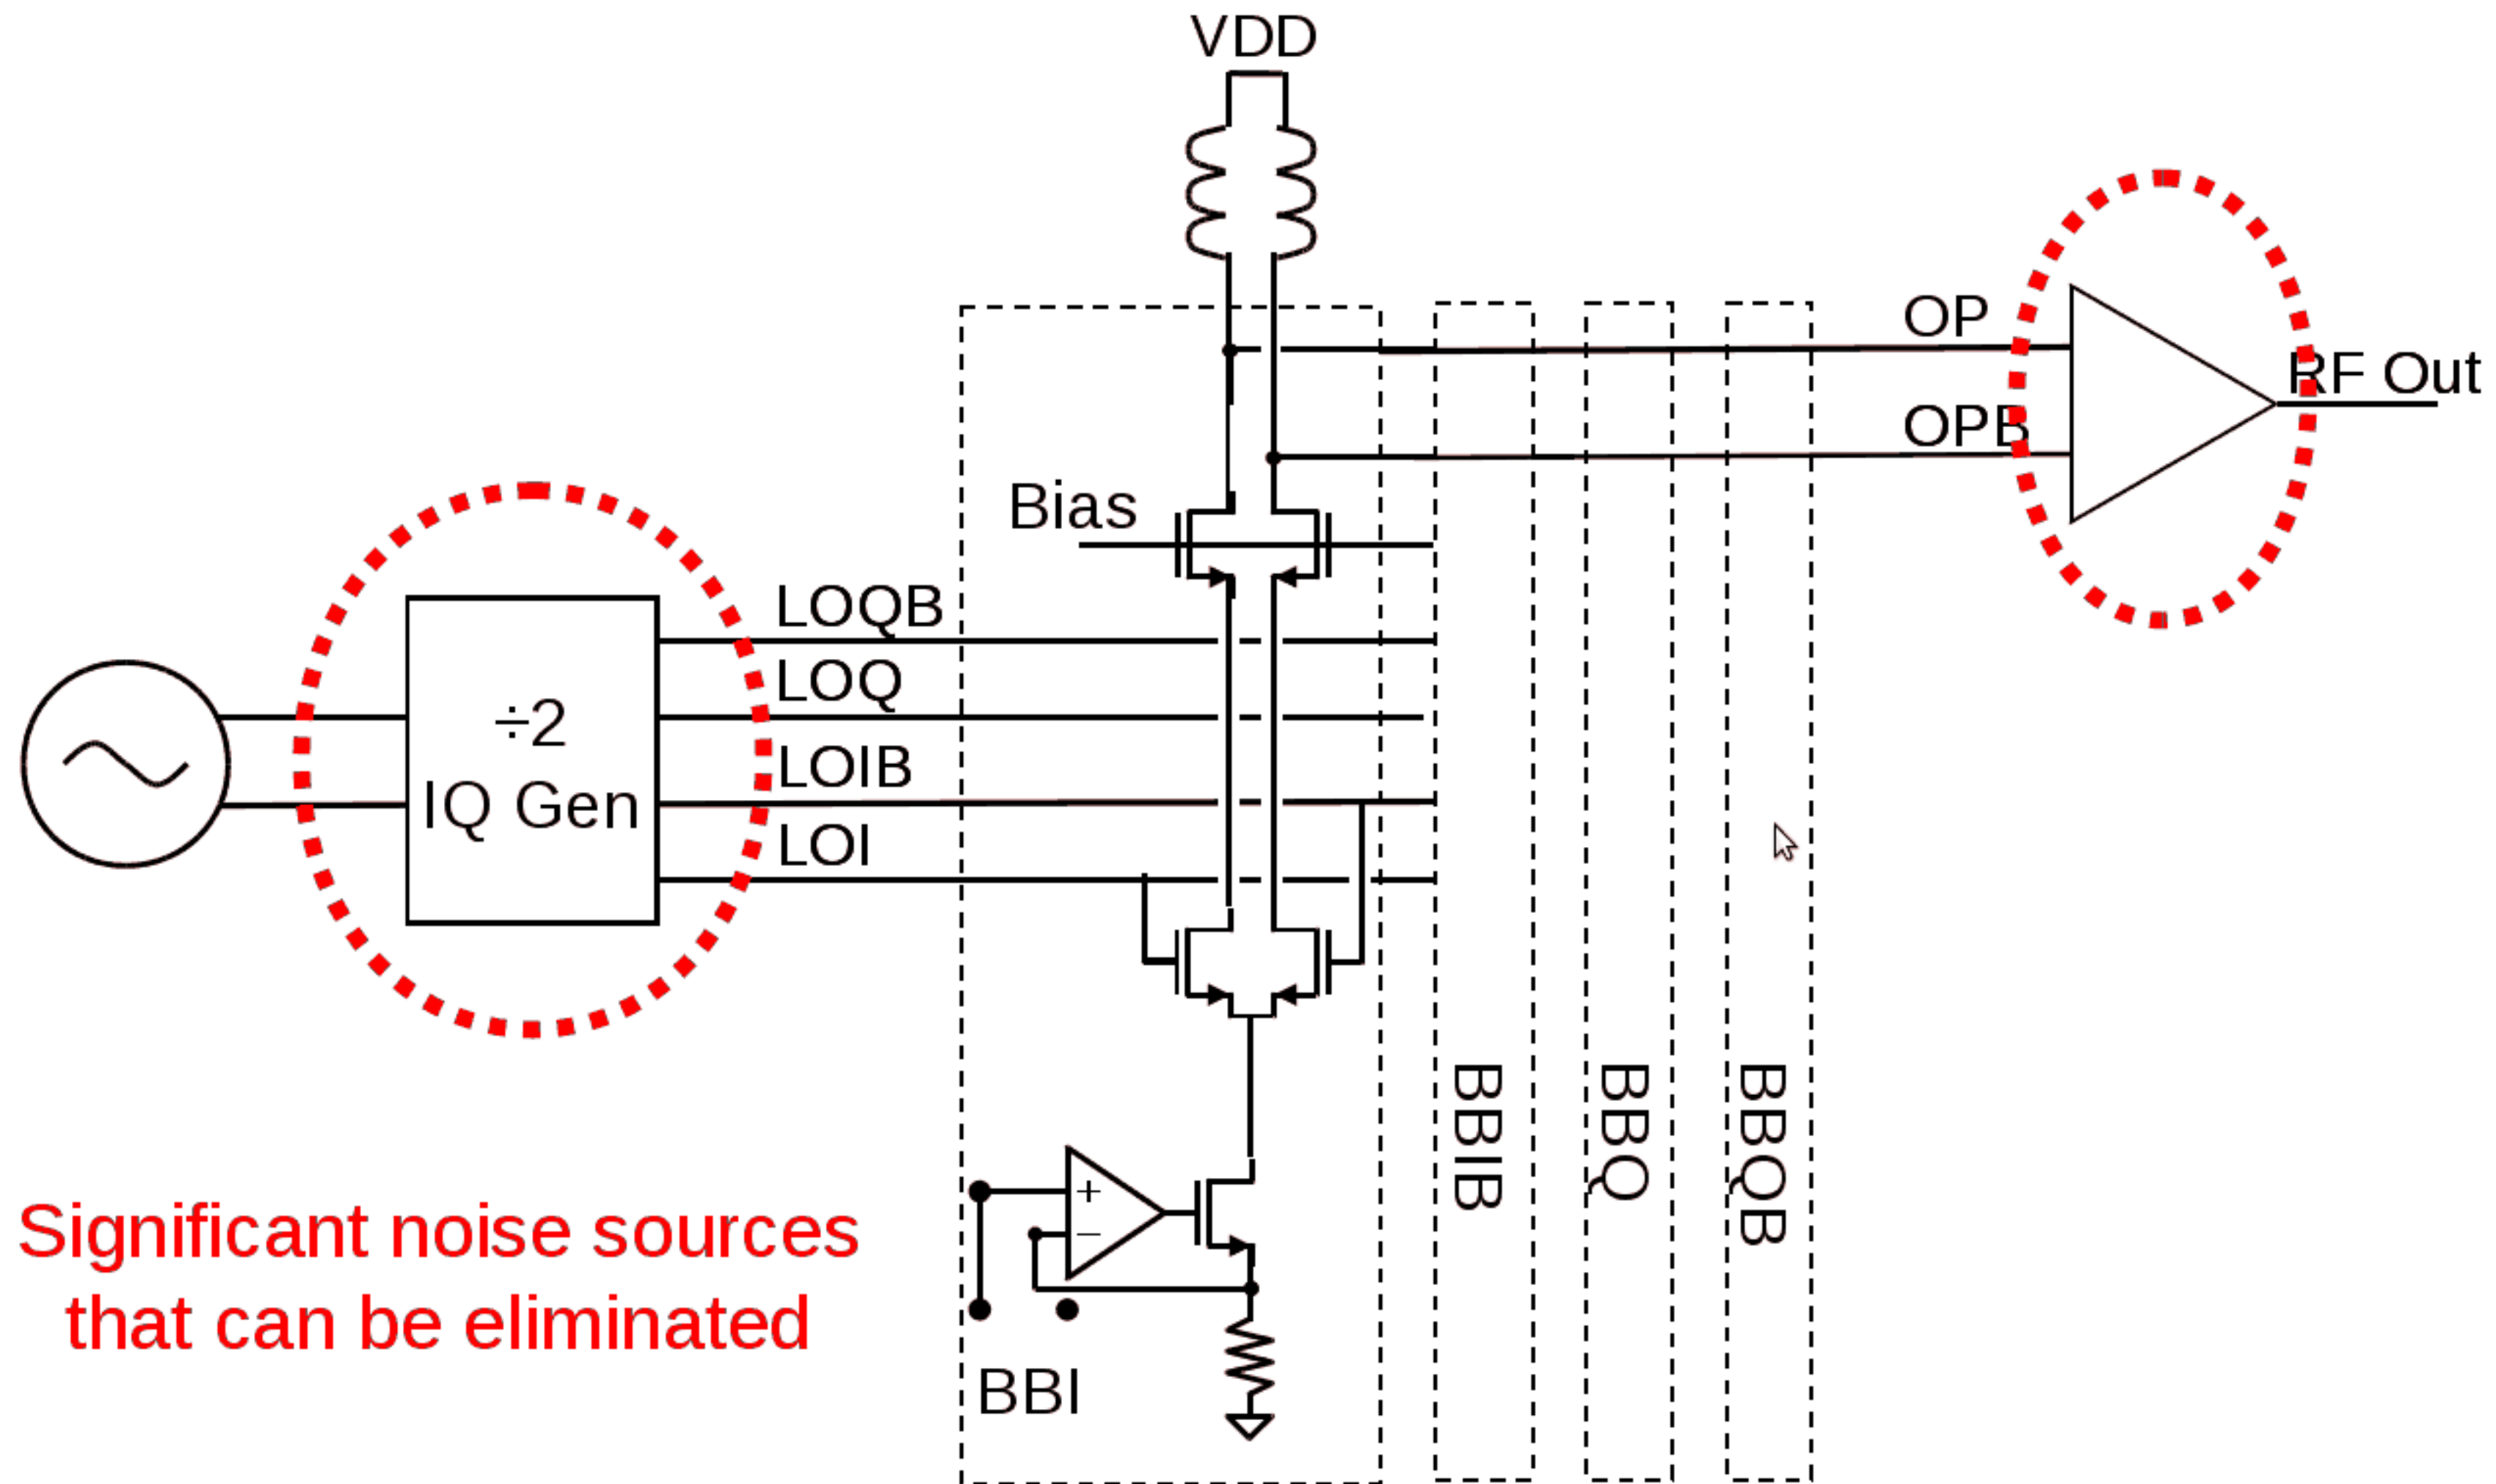 VDD
OP
RF Out
OPB
Bias
LOQB
LOQ
÷2
LOIB
IQ Gen
LOI
BBIB
BBQ
BBQB
+
−
Significant noise sources
that can be eliminated
BBI